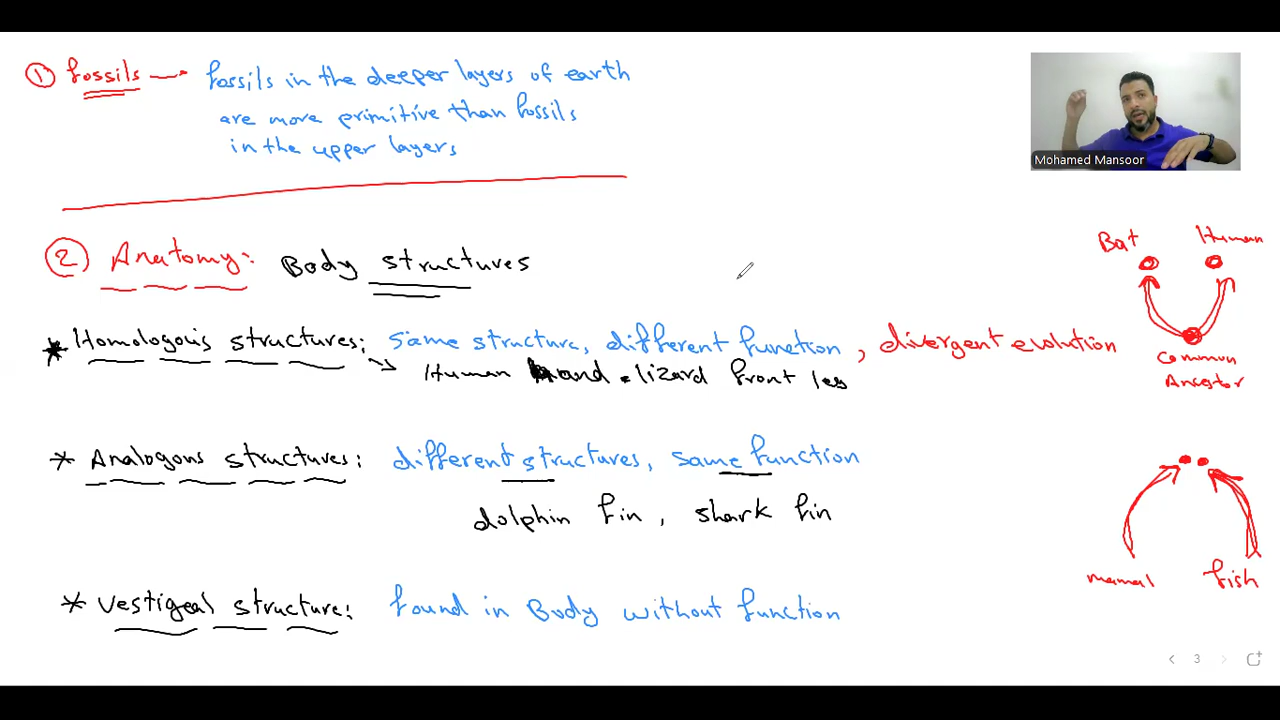 ① Fossils → fossils in the deeper layers of earth
are more primitive than fossils
in the upper layers
Mohamed Mansoor
② Anatomy: Body structures
Bat Human
* Homologous structures: same structure, different function, divergent evolution
Human hand . lizard front leg
Common
Ancestor
* Analogous structures: different structures, same function
dolphin fin, shark fin
mamal fish
* Vestigeal structure: found in Body without function
3